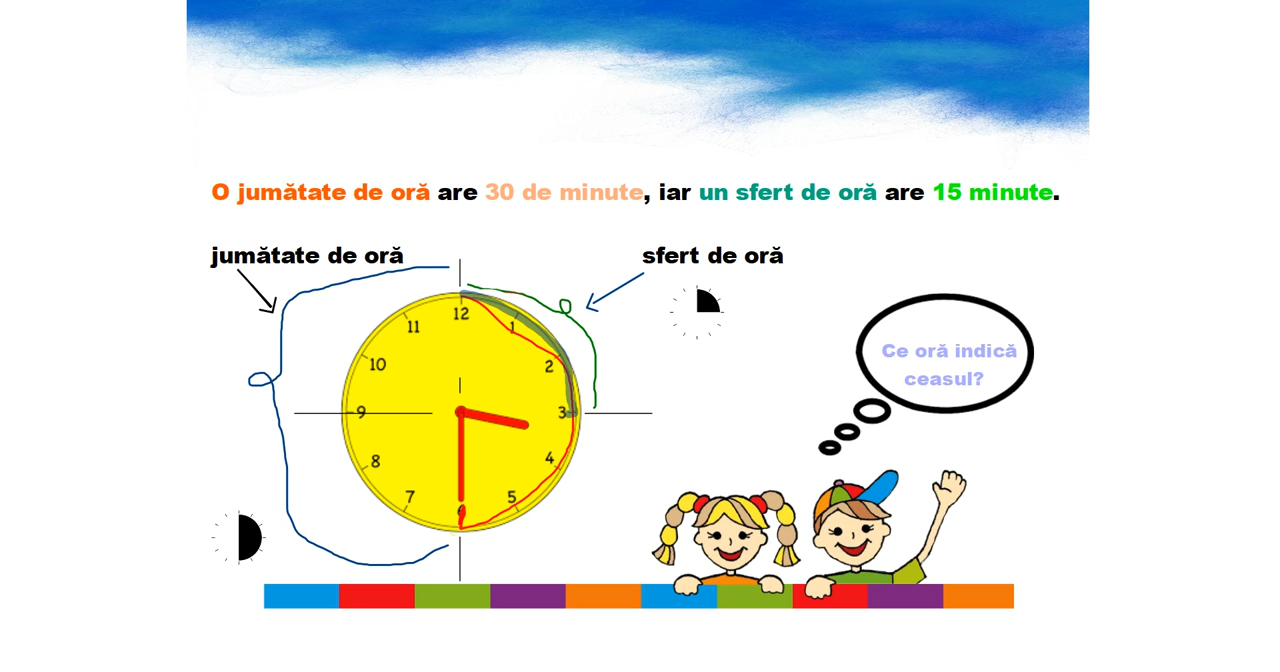 O jumătate de oră are 30 de minute, iar un sfert de oră are 15 minute.
jumătate de oră
sfert de oră
12
11
1
10
2
9
3
8
4
7
5
6
Ce oră indică
ceasul?